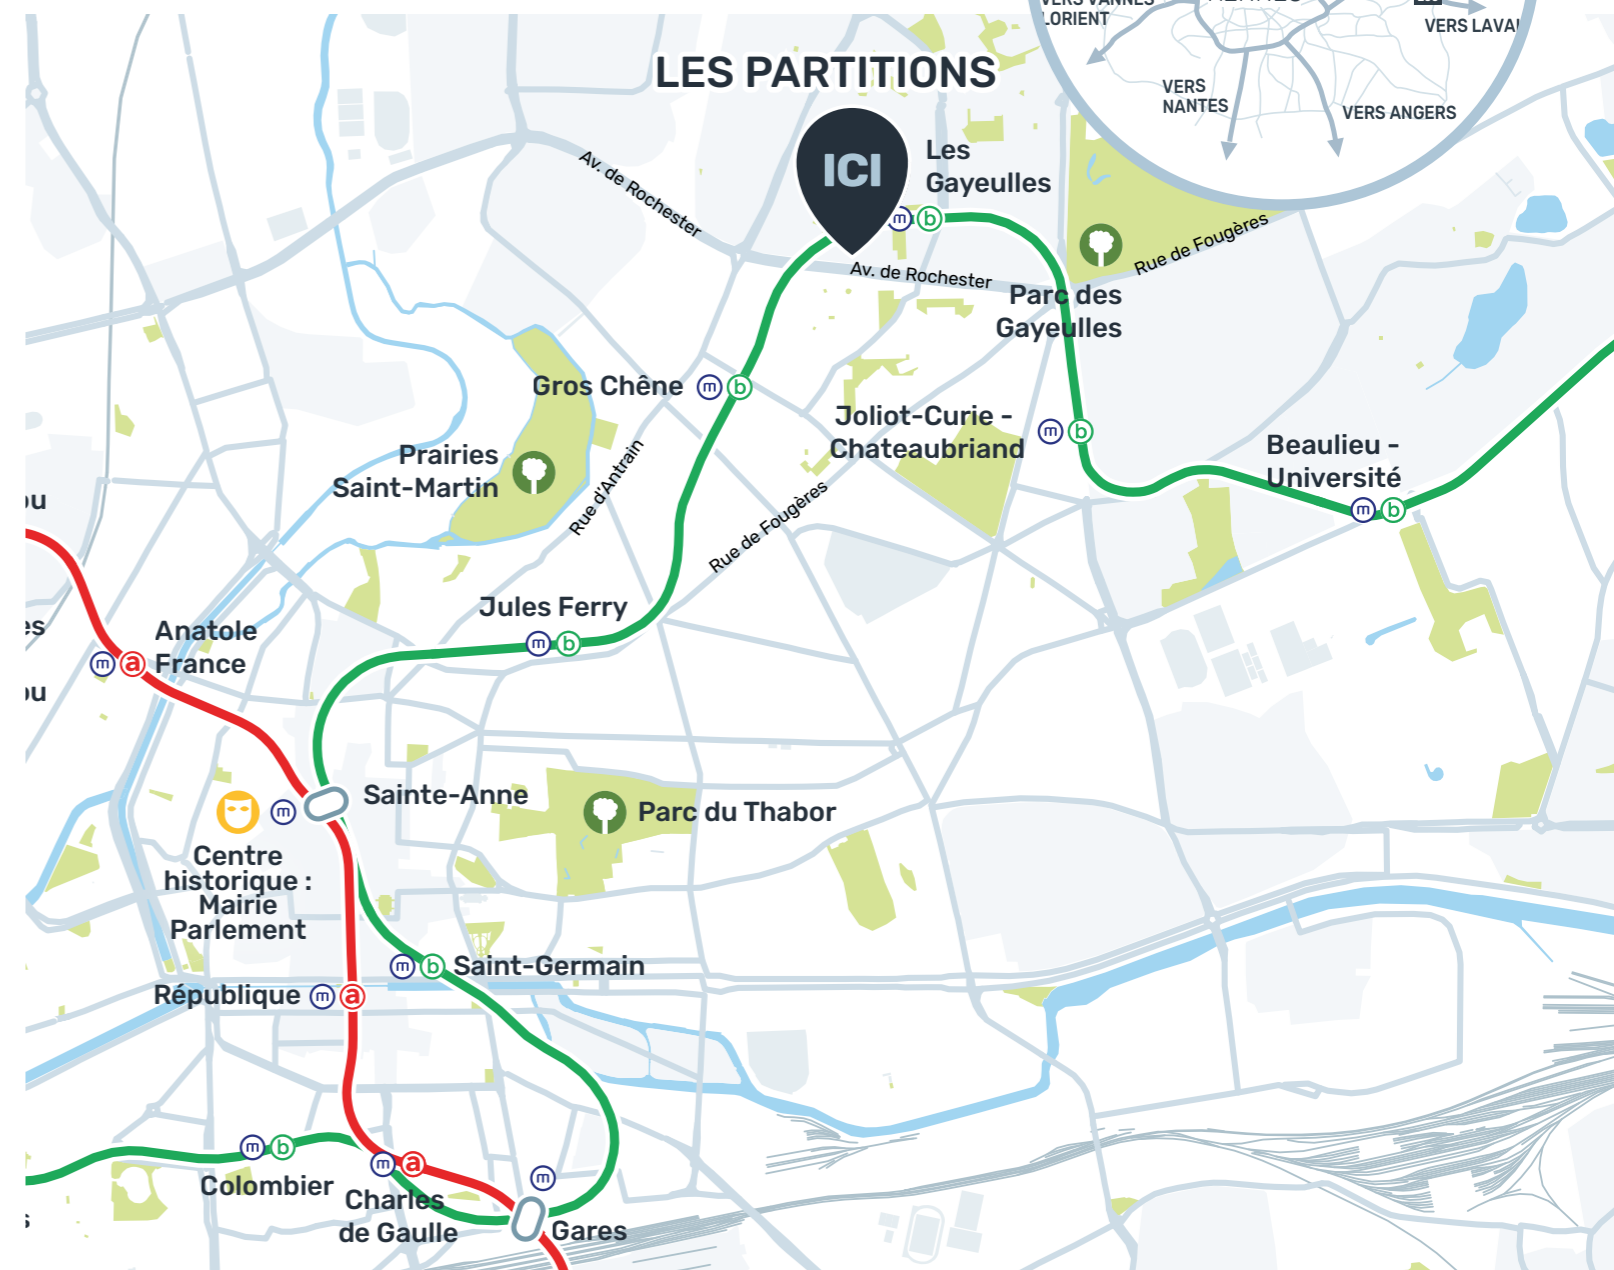 LORIENT
VERS LAVAL
VERS
NANTES
VERS ANGERS
LES PARTITIONS
ICI
Les
Gayeulles
m b
Av. de Rochester
Av. de Rochester
Rue de Fougères
Parc des
Gayeulles
Gros Chêne
m b
Joliot-Curie -
Chateaubriand
m b
Beaulieu -
Université
m b
Prairies
Saint-Martin
Rue d'Antrain
Rue de Fougères
ou
Jules Ferry
m b
es
Anatole
France
m a
ou
Sainte-Anne
m
Parc du Thabor
Centre
historique :
Mairie
Parlement
m b
Saint-Germain
République
m a
m b
Colombier
m a
Charles
de Gaulle
m
Gares
s